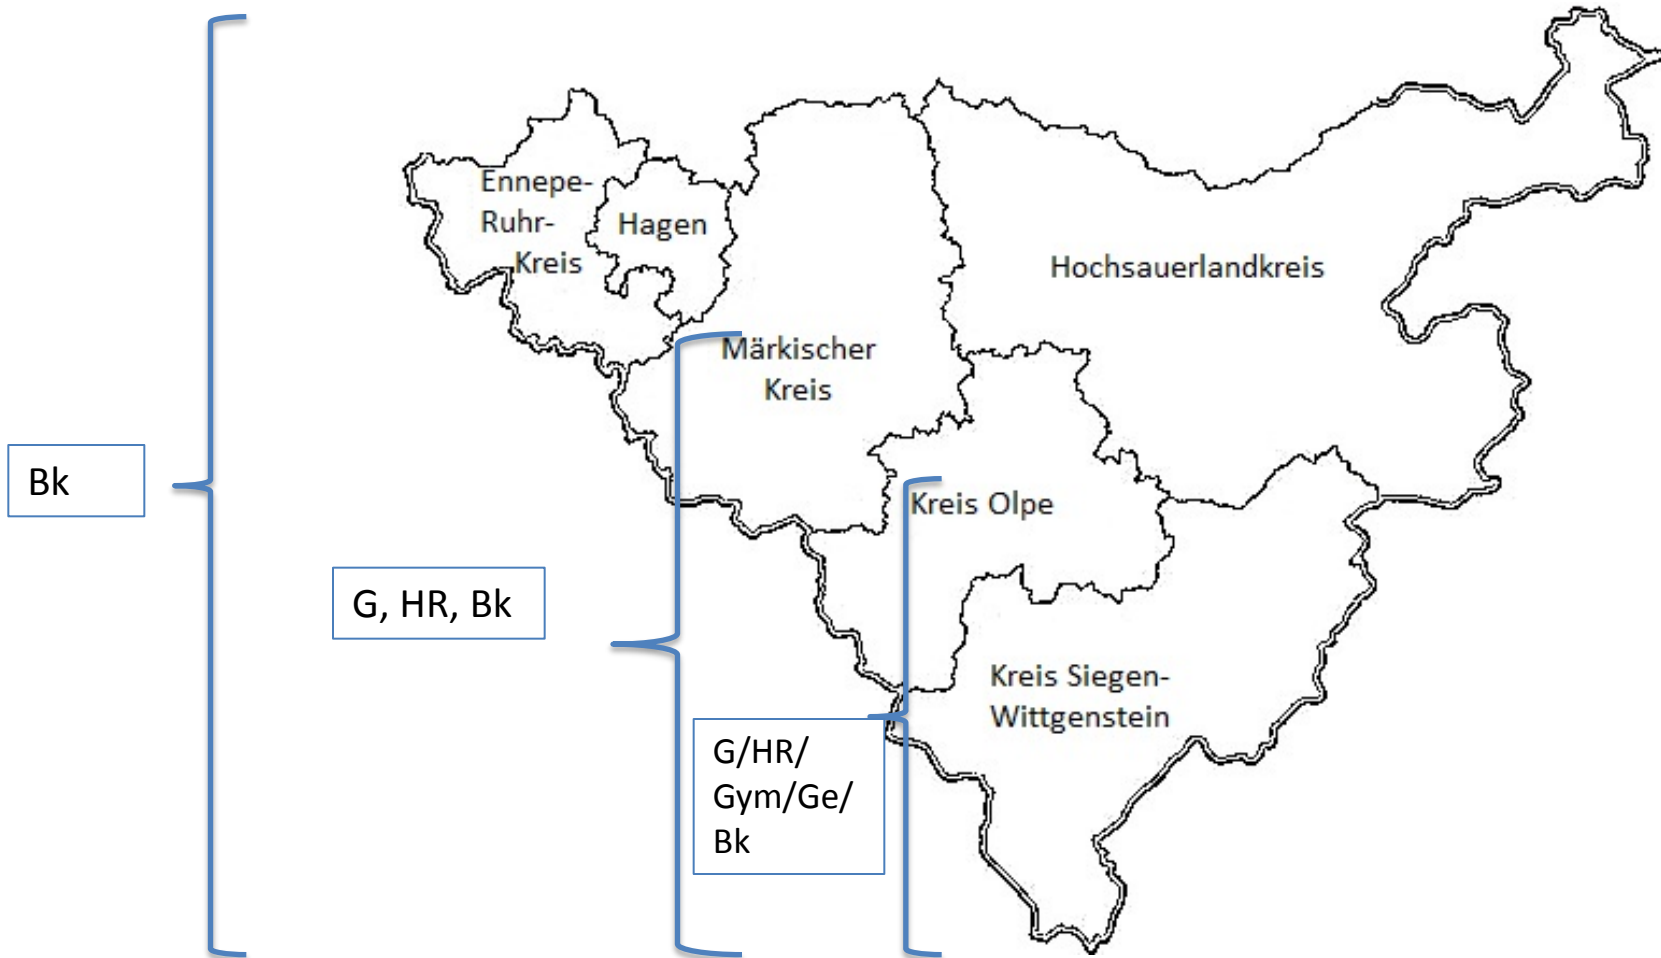 Ennepe-
Ruhr-
Kreis
Hagen
Hochsauerlandkreis
Märkischer
Kreis
Bk
Kreis Olpe
G, HR, Bk
Kreis Siegen-
Wittgenstein
G/HR/
Gym/Ge/
Bk